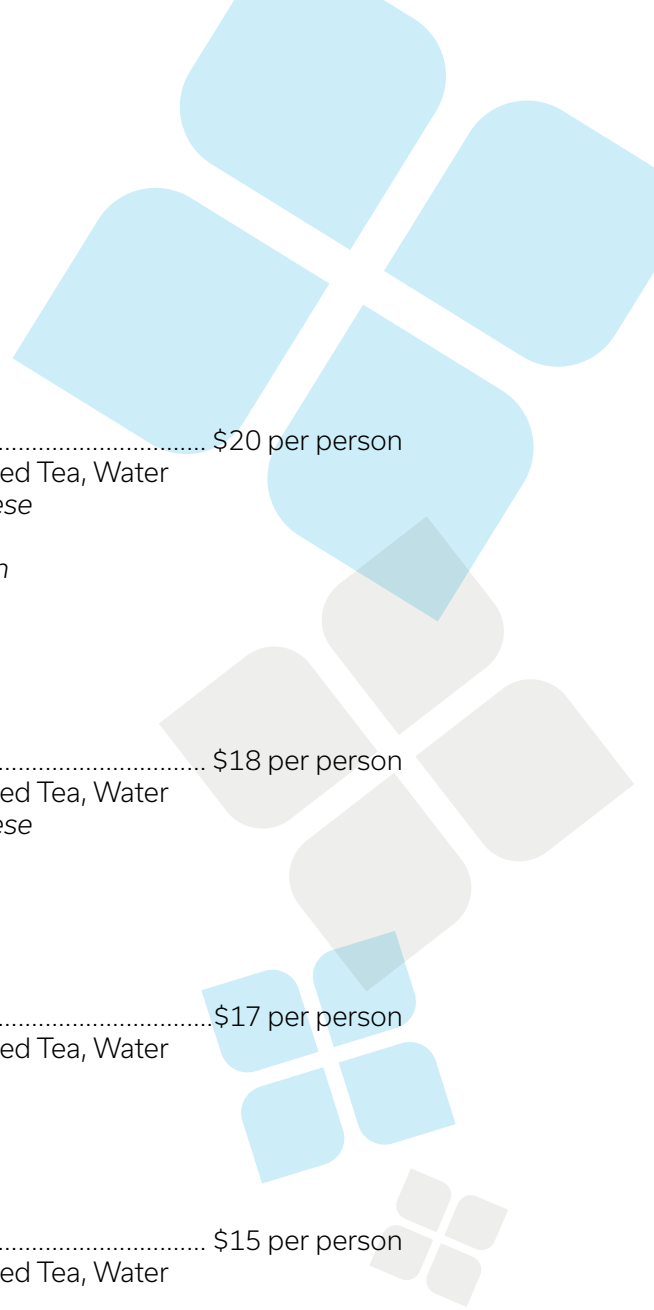 ............................. $20 per person
ed Tea, Water
ese
n
............................. $18 per person
ed Tea, Water
ese
..............................$17 per person
ed Tea, Water
............................. $15 per person
ed Tea, Water